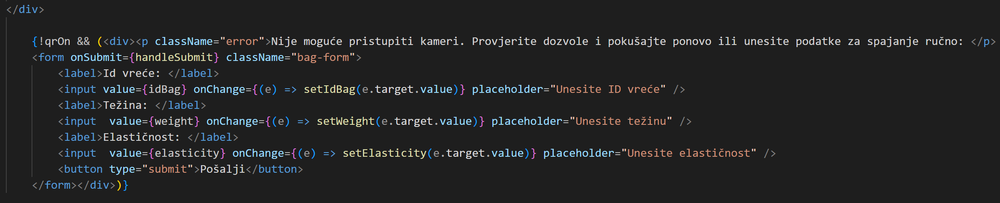 </div>
{!qrOn && (<div><p className="error">Nije moguće pristupiti kameri. Provjerite dozvole i pokušajte ponovo ili unesite podatke za spajanje ručno: </p>
<form onSubmit={handleSubmit} className="bag-form">
<label>Id vreće: </label>
<input value={idBag} onChange={(e) => setIdBag(e.target.value)} placeholder="Unesite ID vreće" />
<label>Težina: </label>
<input  value={weight} onChange={(e) => setWeight(e.target.value)} placeholder="Unesite težinu" />
<label>Elastičnost: </label>
<input  value={elasticity} onChange={(e) => setElasticity(e.target.value)} placeholder="Unesite elastičnost" />
<button type="submit">Pošalji</button>
</form></div>)}